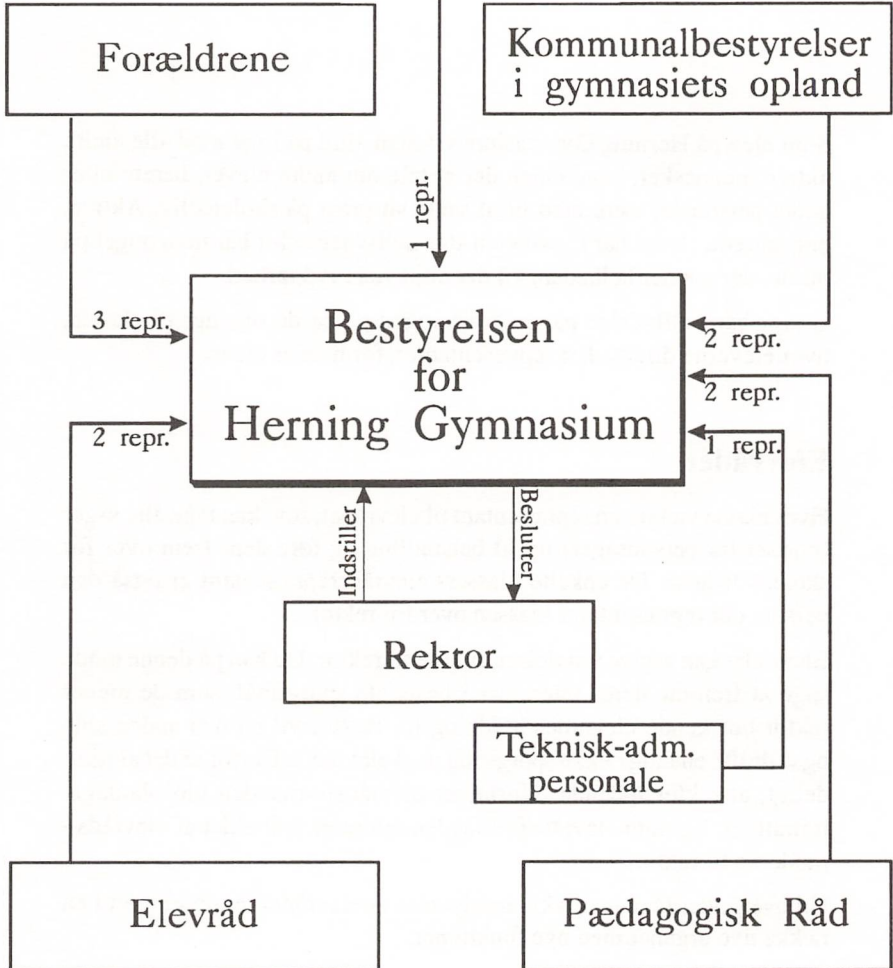 Forældrene
Kommunalbestyrelser
i gymnasiets opland
1 repr.
3 repr.
Bestyrelsen
for
Herning Gymnasium
2 repr.
2 repr.
2 repr.
1 repr.
Indstiller
Beslutter
Rektor
Teknisk-adm.
personale
Elevråd
Pædagogisk Råd